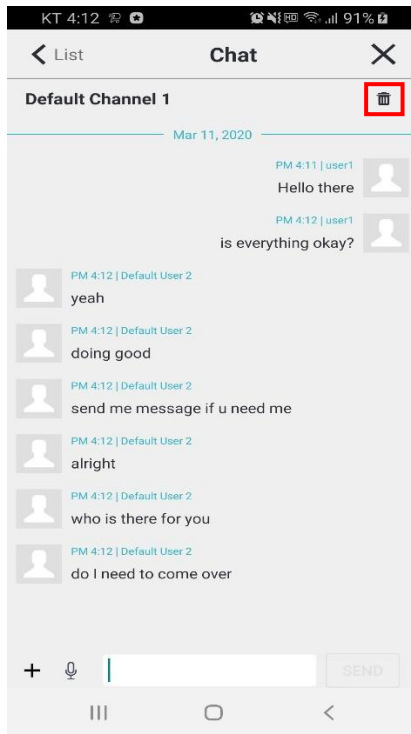 KT 4:12 91%
List Chat
Default Channel 1
Mar 11, 2020
PM 4:11 | user1
Hello there
PM 4:12 | user1
is everything okay?
PM 4:12 | Default User 2
yeah
PM 4:12 | Default User 2
doing good
PM 4:12 | Default User 2
send me message if u need me
PM 4:12 | Default User 2
alright
PM 4:12 | Default User 2
who is there for you
PM 4:12 | Default User 2
do I need to come over
SEND